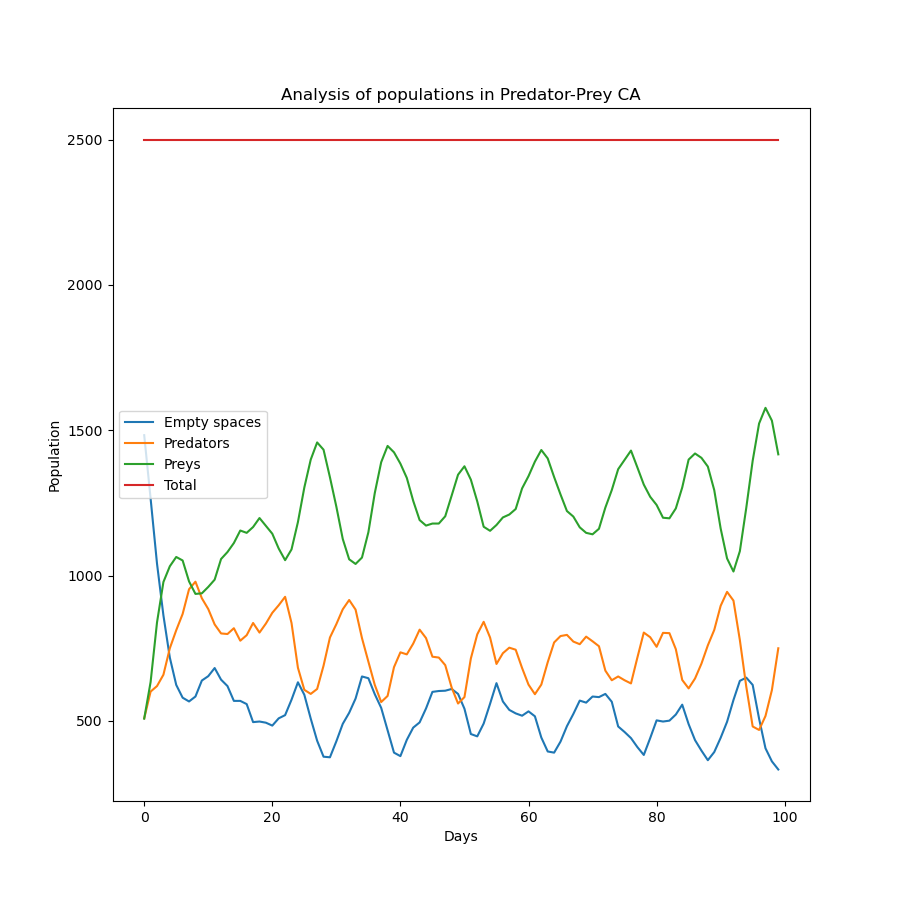 Analysis of populations in Predator-Prey CA
2500
2000
1500
1000
500
Population
Empty spaces
Predators
Preys
Total
0 20 40 60 80 100
Days